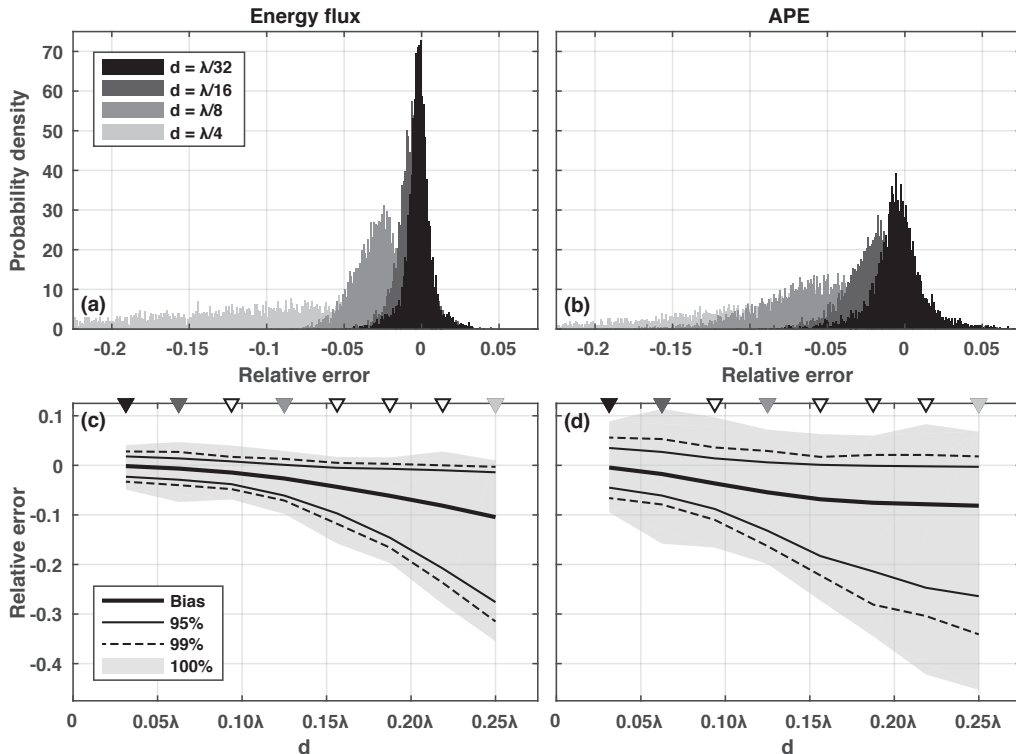 Energy flux
APE
70
60
50
40
30
20
10
0
Probability density
d = λ/32
d = λ/16
d = λ/8
d = λ/4
(a)
(b)
-0.2
-0.15
-0.1
-0.05
0
0.05
-0.2
-0.15
-0.1
-0.05
0
0.05
Relative error
Relative error
0.1
0
-0.1
-0.2
-0.3
-0.4
Relative error
(c)
(d)
Bias
95%
99%
100%
0
0.05λ
0.10λ
0.15λ
0.20λ
0.25λ
0
0.05λ
0.10λ
0.15λ
0.20λ
0.25λ
d
d